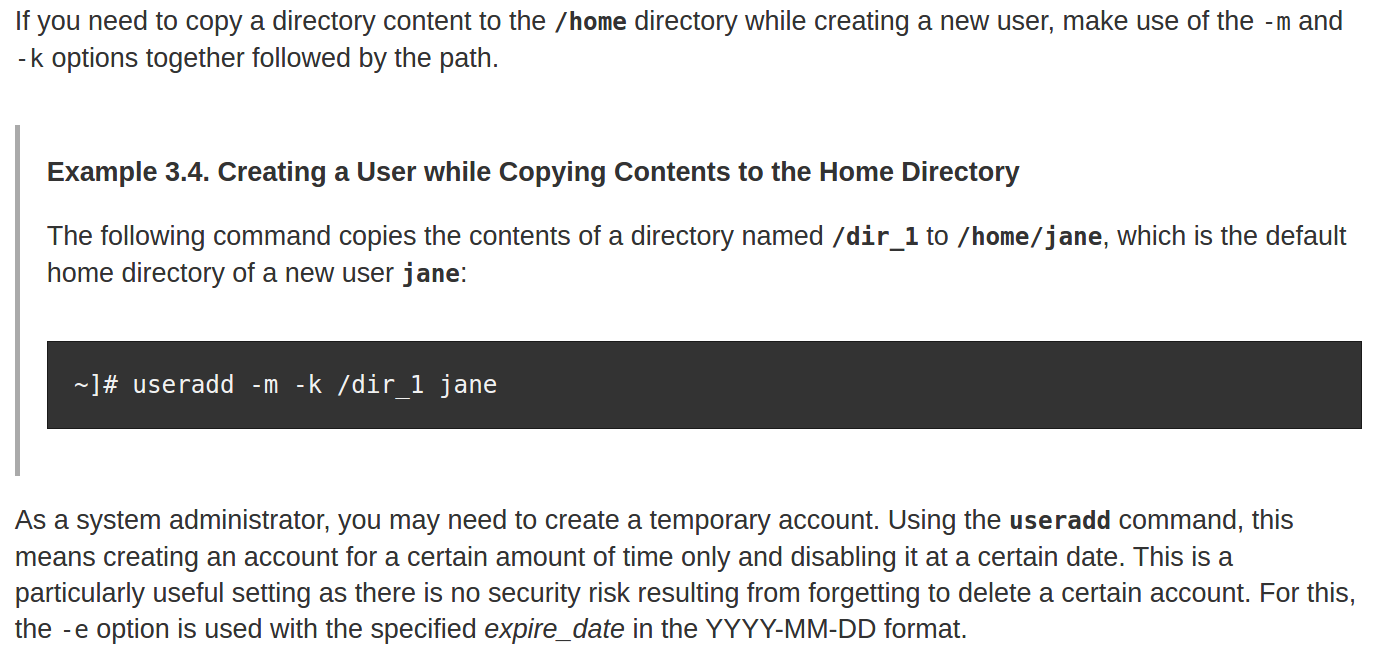 If you need to copy a directory content to the /home directory while creating a new user, make use of the -m and
-k options together followed by the path.
Example 3.4. Creating a User while Copying Contents to the Home Directory
The following command copies the contents of a directory named /dir_1 to /home/jane, which is the default
home directory of a new user jane:
~]# useradd -m -k /dir_1 jane
As a system administrator, you may need to create a temporary account. Using the useradd command, this
means creating an account for a certain amount of time only and disabling it at a certain date. This is a
particularly useful setting as there is no security risk resulting from forgetting to delete a certain account. For this,
the -e option is used with the specified expire_date in the YYYY-MM-DD format.